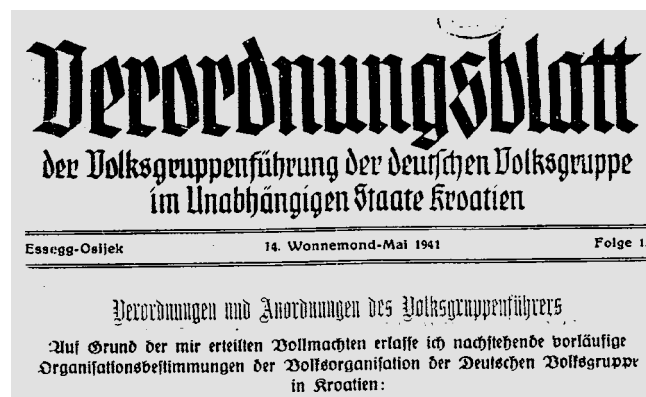 Verordnungsblatt
der Volksgruppenführung der deutschen Volksgruppe
im Unabhängigen Staate Kroatien
Essegg-Osijek 14. Wonnemond-Mai 1941 Folge 1.
Verordnungen und Anordnungen des Volksgruppenführers
Auf Grund der mir erteilten Vollmachten erlasse ich nachstehende vorläufige
Organisationsbestimmungen der Volksorganisation der Deutschen Volksgruppe
in Kroatien: